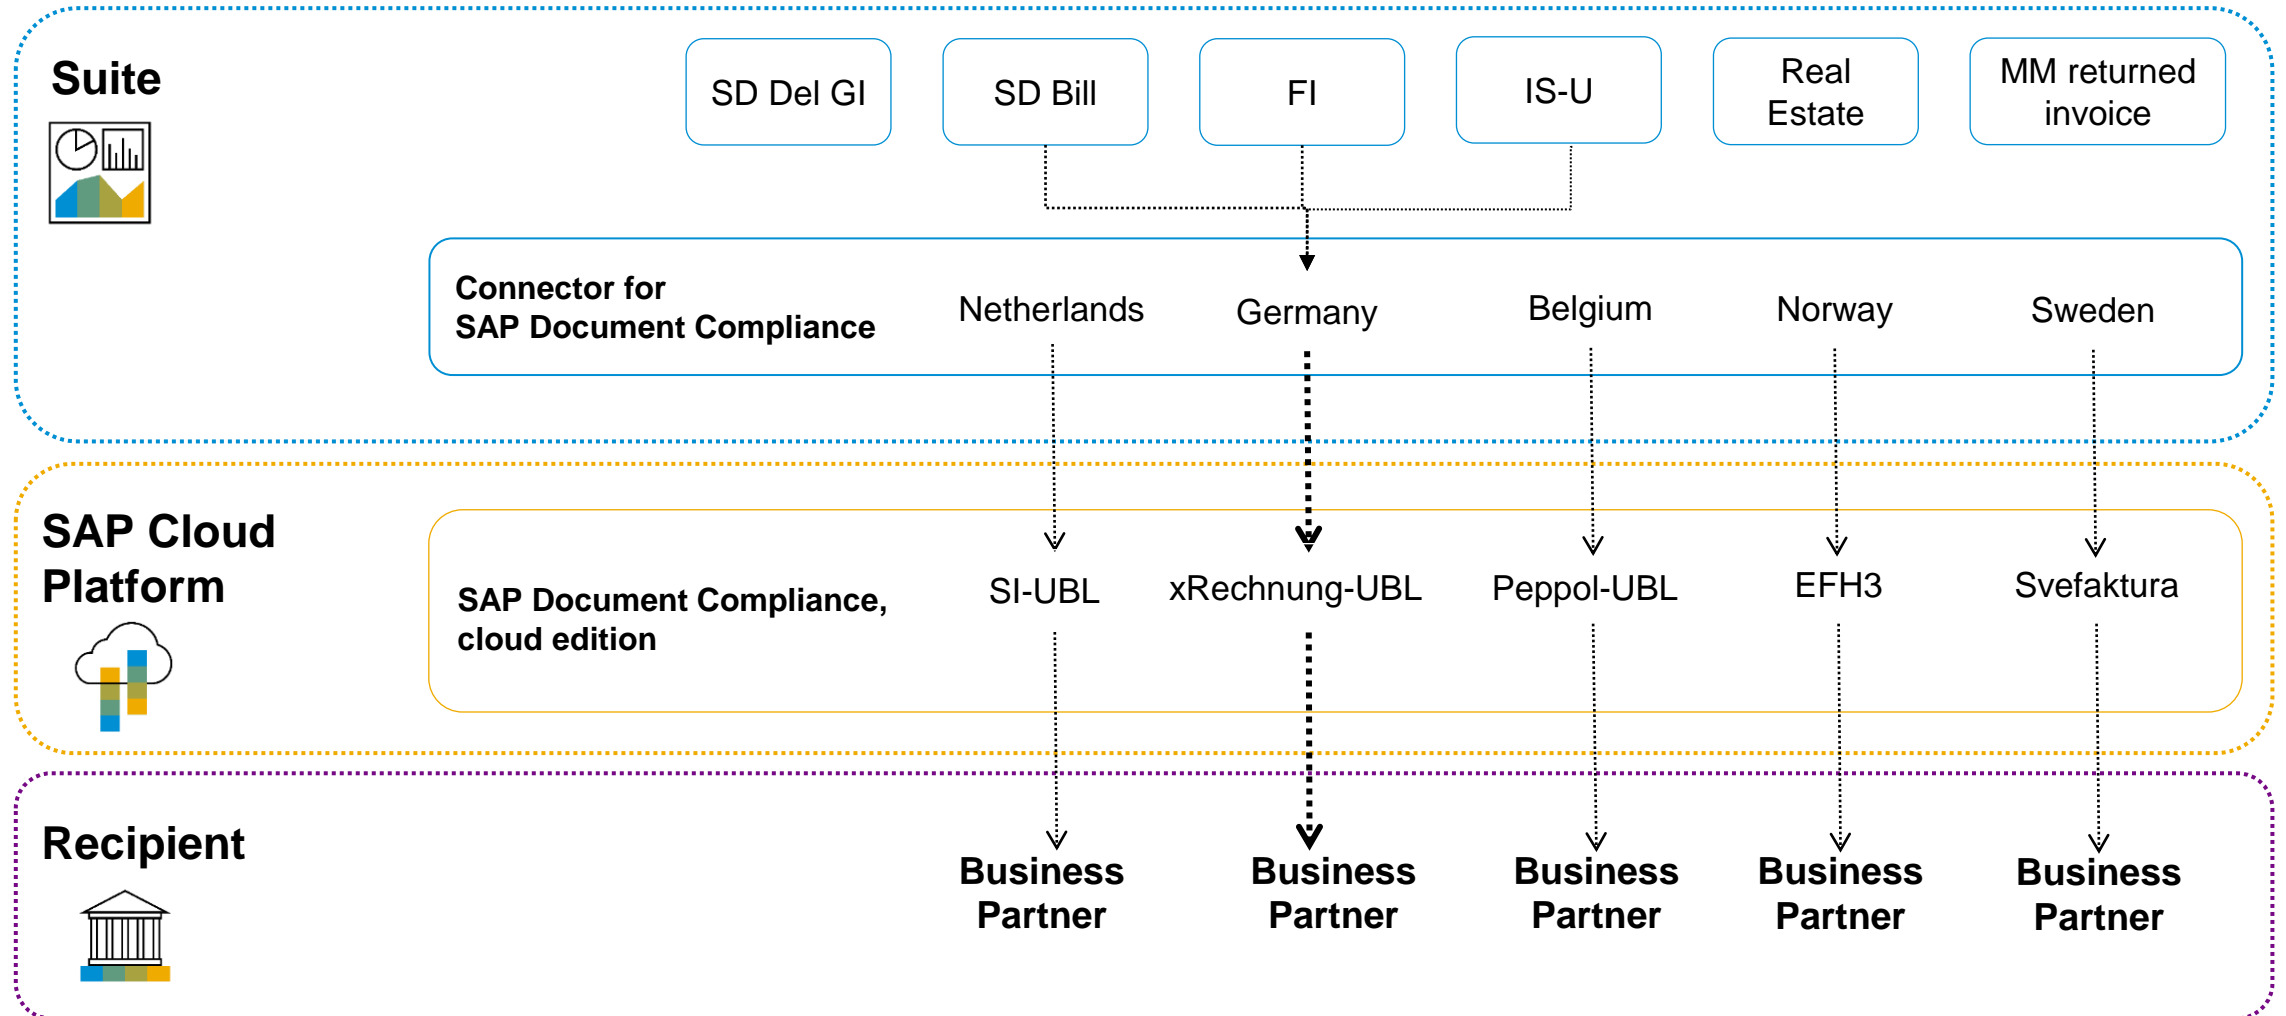 Suite
SD Del GI
SD Bill
FI
IS-U
Real
Estate
MM returned
invoice
Connector for
SAP Document Compliance
Netherlands
Germany
Belgium
Norway
Sweden
SAP Cloud
Platform
SAP Document Compliance,
cloud edition
SI-UBL
xRechnung-UBL
Peppol-UBL
EFH3
Svefaktura
Recipient
Business
Partner
Business
Partner
Business
Partner
Business
Partner
Business
Partner